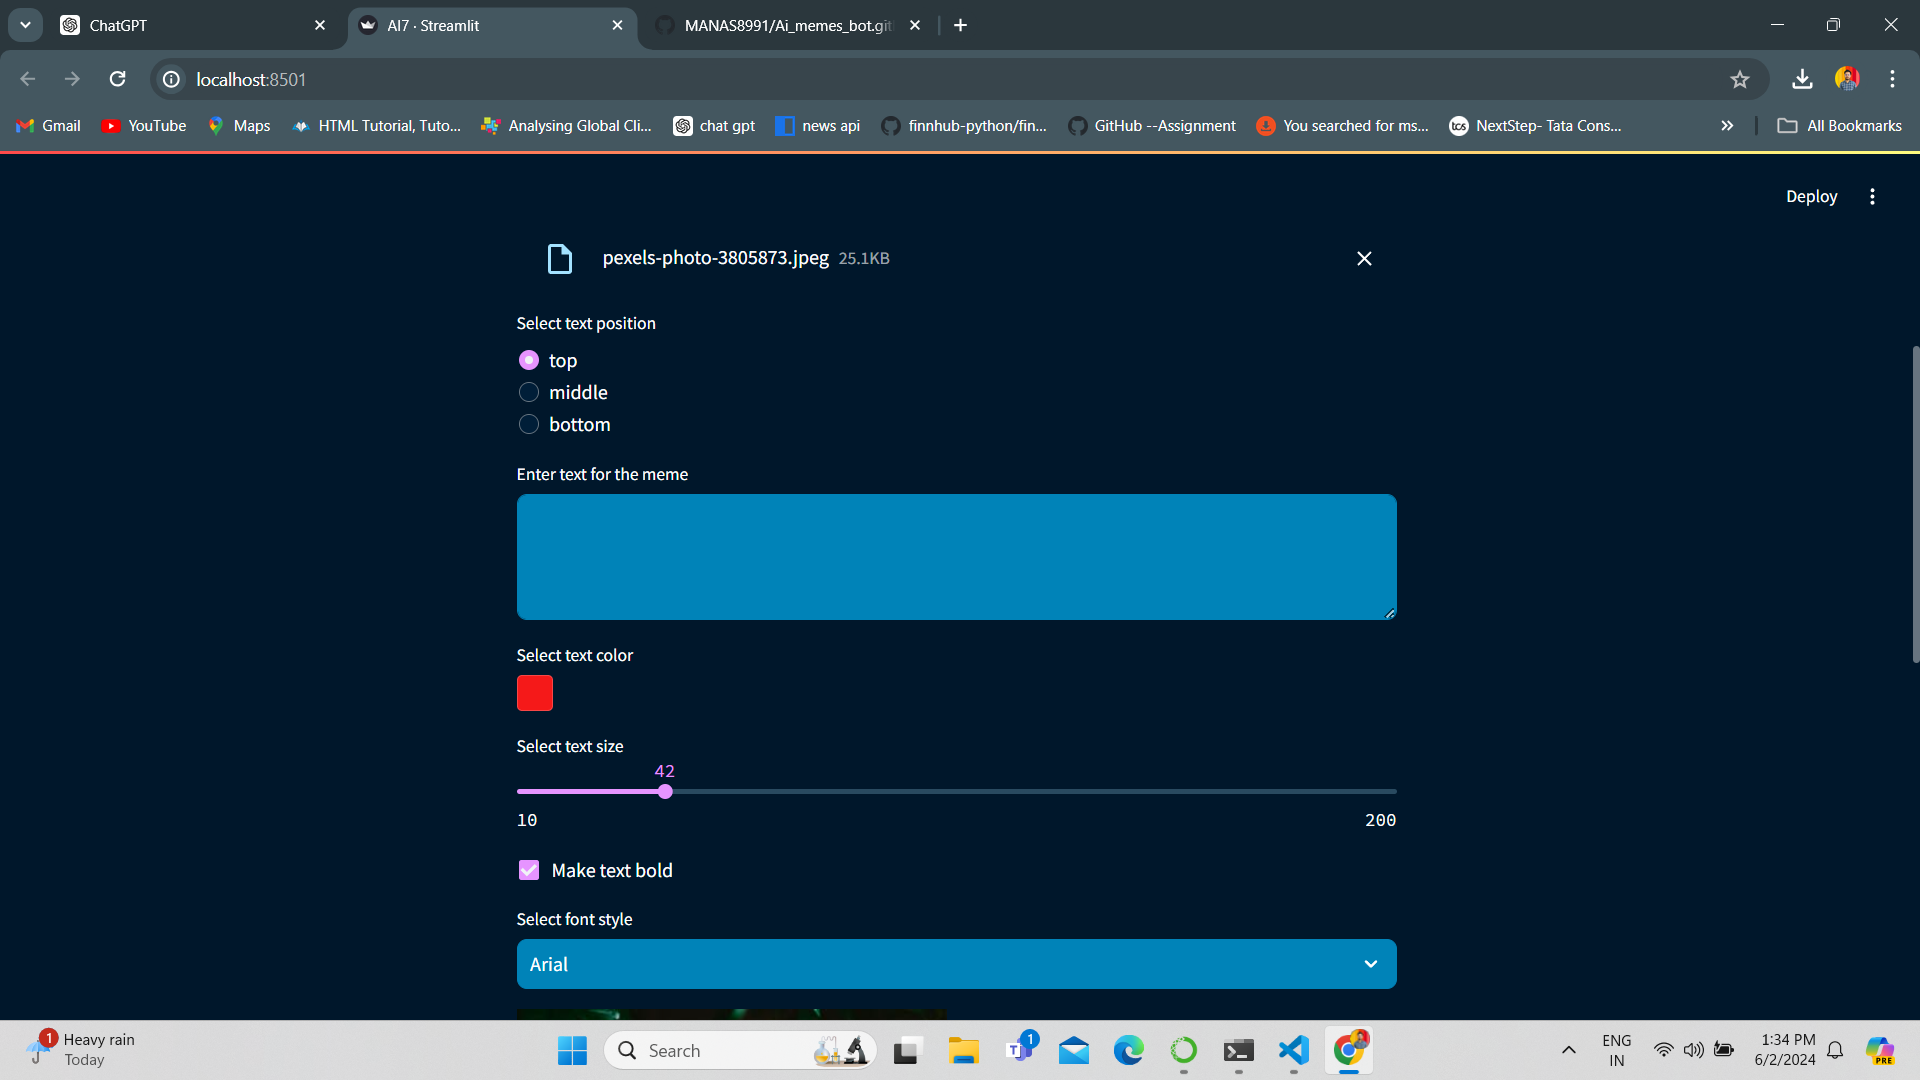 ChatGPT
AI7 · Streamlit
MANAS8991/Ai_memes_bot.git
localhost:8501
Gmail
YouTube
Maps
HTML Tutorial, Tuto...
Analysing Global Cli...
chat gpt
news api
finnhub-python/fin...
GitHub --Assignment
You searched for ms...
tcs
NextStep- Tata Cons...
All Bookmarks
Deploy
pexels-photo-3805873.jpeg 25.1KB
Select text position
top
middle
bottom
Enter text for the meme
Select text color
Select text size
42
10
200
Make text bold
Select font style
Arial
1
Heavy rain
Today
Search
T
1
ENG
IN
1:34 PM
6/2/2024
PRE